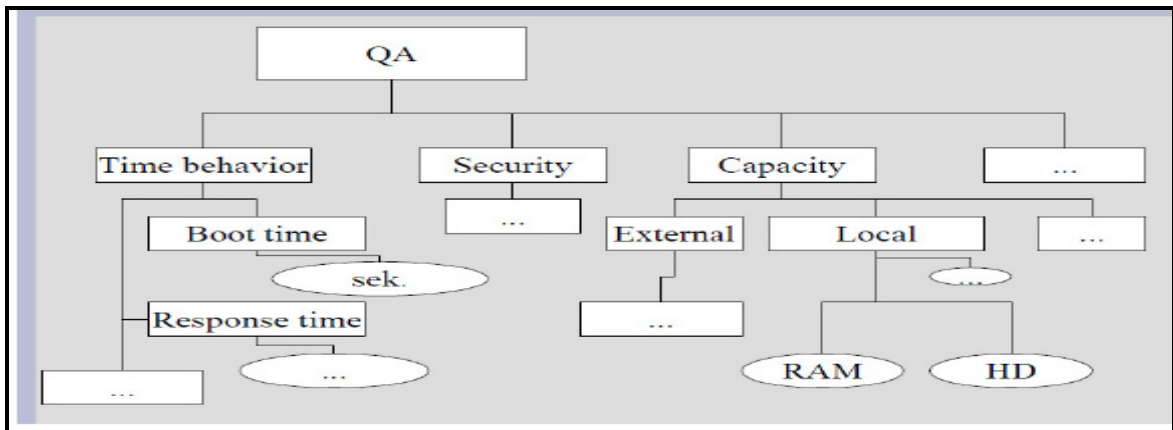 QA
Time behavior
Security
Capacity
...
Boot time
...
External
Local
...
sek.
...
...
Response time
...
RAM
HD
...